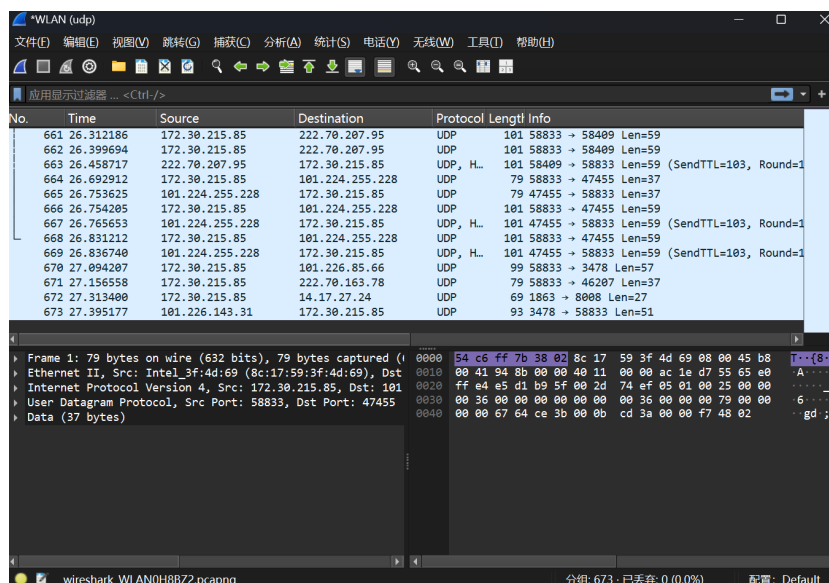 *WLAN (udp)
文件(F) 编辑(E) 视图(V) 跳转(G) 捕获(C) 分析(A) 统计(S) 电话(Y) 无线(W) 工具(T) 帮助(H)
应用显示过滤器 … <Ctrl-/>
No. Time Source Destination Protocol Lengtl Info
661 26.312186 172.30.215.85 222.70.207.95 UDP 101 58833 → 58409 Len=59
662 26.399694 172.30.215.85 222.70.207.95 UDP 101 58833 → 58409 Len=59
663 26.458717 222.70.207.95 172.30.215.85 UDP, H… 101 58409 → 58833 Len=59 (SendTTL=103, Round=1
664 26.692912 172.30.215.85 101.224.255.228 UDP 79 58833 → 47455 Len=37
665 26.753625 101.224.255.228 172.30.215.85 UDP 79 47455 → 58833 Len=37
666 26.754205 172.30.215.85 101.224.255.228 UDP 101 58833 → 47455 Len=59
667 26.765653 101.224.255.228 172.30.215.85 UDP, H… 101 47455 → 58833 Len=59 (SendTTL=103, Round=1
668 26.831212 172.30.215.85 101.224.255.228 UDP 101 58833 → 47455 Len=59
669 26.836740 101.224.255.228 172.30.215.85 UDP, H… 101 47455 → 58833 Len=59 (SendTTL=103, Round=1
670 27.094207 172.30.215.85 101.226.85.66 UDP 99 58833 → 3478 Len=57
671 27.156558 172.30.215.85 222.70.163.78 UDP 79 58833 → 46207 Len=37
672 27.313400 172.30.215.85 14.17.27.24 UDP 69 1863 → 8008 Len=27
673 27.395177 101.226.143.31 172.30.215.85 UDP 93 3478 → 58833 Len=51
Frame 1: 79 bytes on wire (632 bits), 79 bytes captured (
Ethernet II, Src: Intel_3f:4d:69 (8c:17:59:3f:4d:69), Dst
Internet Protocol Version 4, Src: 172.30.215.85, Dst: 101
User Datagram Protocol, Src Port: 58833, Dst Port: 47455
Data (37 bytes)
0000 54 c6 ff 7b 38 02 8c 17 59 3f 4d 69 08 00 45 b8 T··{8·
0010 00 41 94 8b 00 00 40 11 00 00 ac 1e d7 55 65 e0 ·A····
0020 ff e4 e5 d1 b9 5f 00 2d 74 ef 05 01 00 25 00 00 ·····_
0030 00 36 00 00 00 00 00 00 00 36 00 00 00 79 00 00 ·6····
0040 00 00 67 64 ce 3b 00 0b cd 3a 00 00 f7 48 02 ··gd·;
wireshark_WLAN0H8BZ2.pcapng 分组: 673 · 已丢弃: 0 (0.0%) 配置: Default